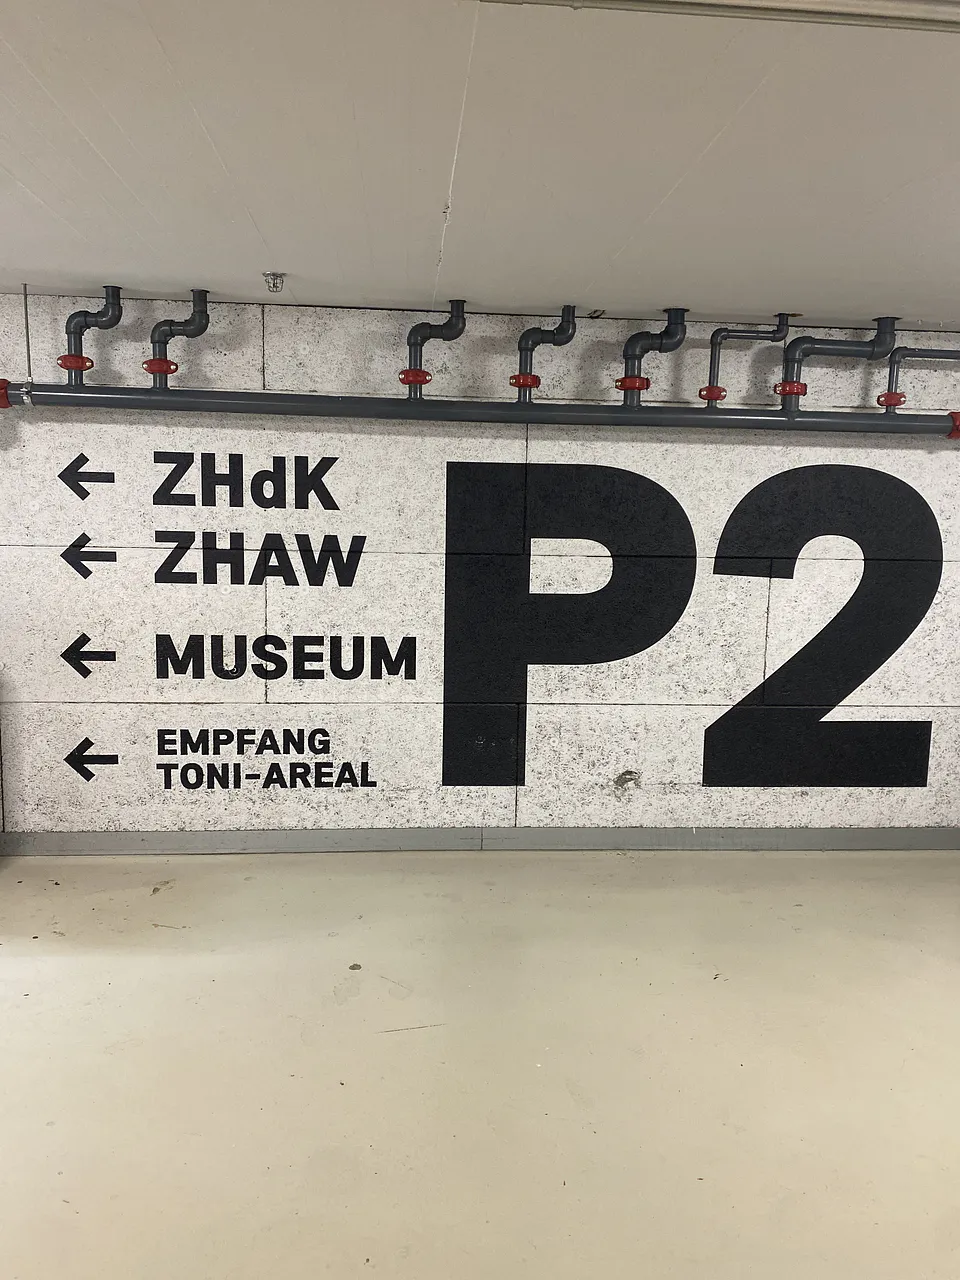 ← ZHdK
← ZHAW
← MUSEUM
← EMPFANG
TONI-AREAL
P2